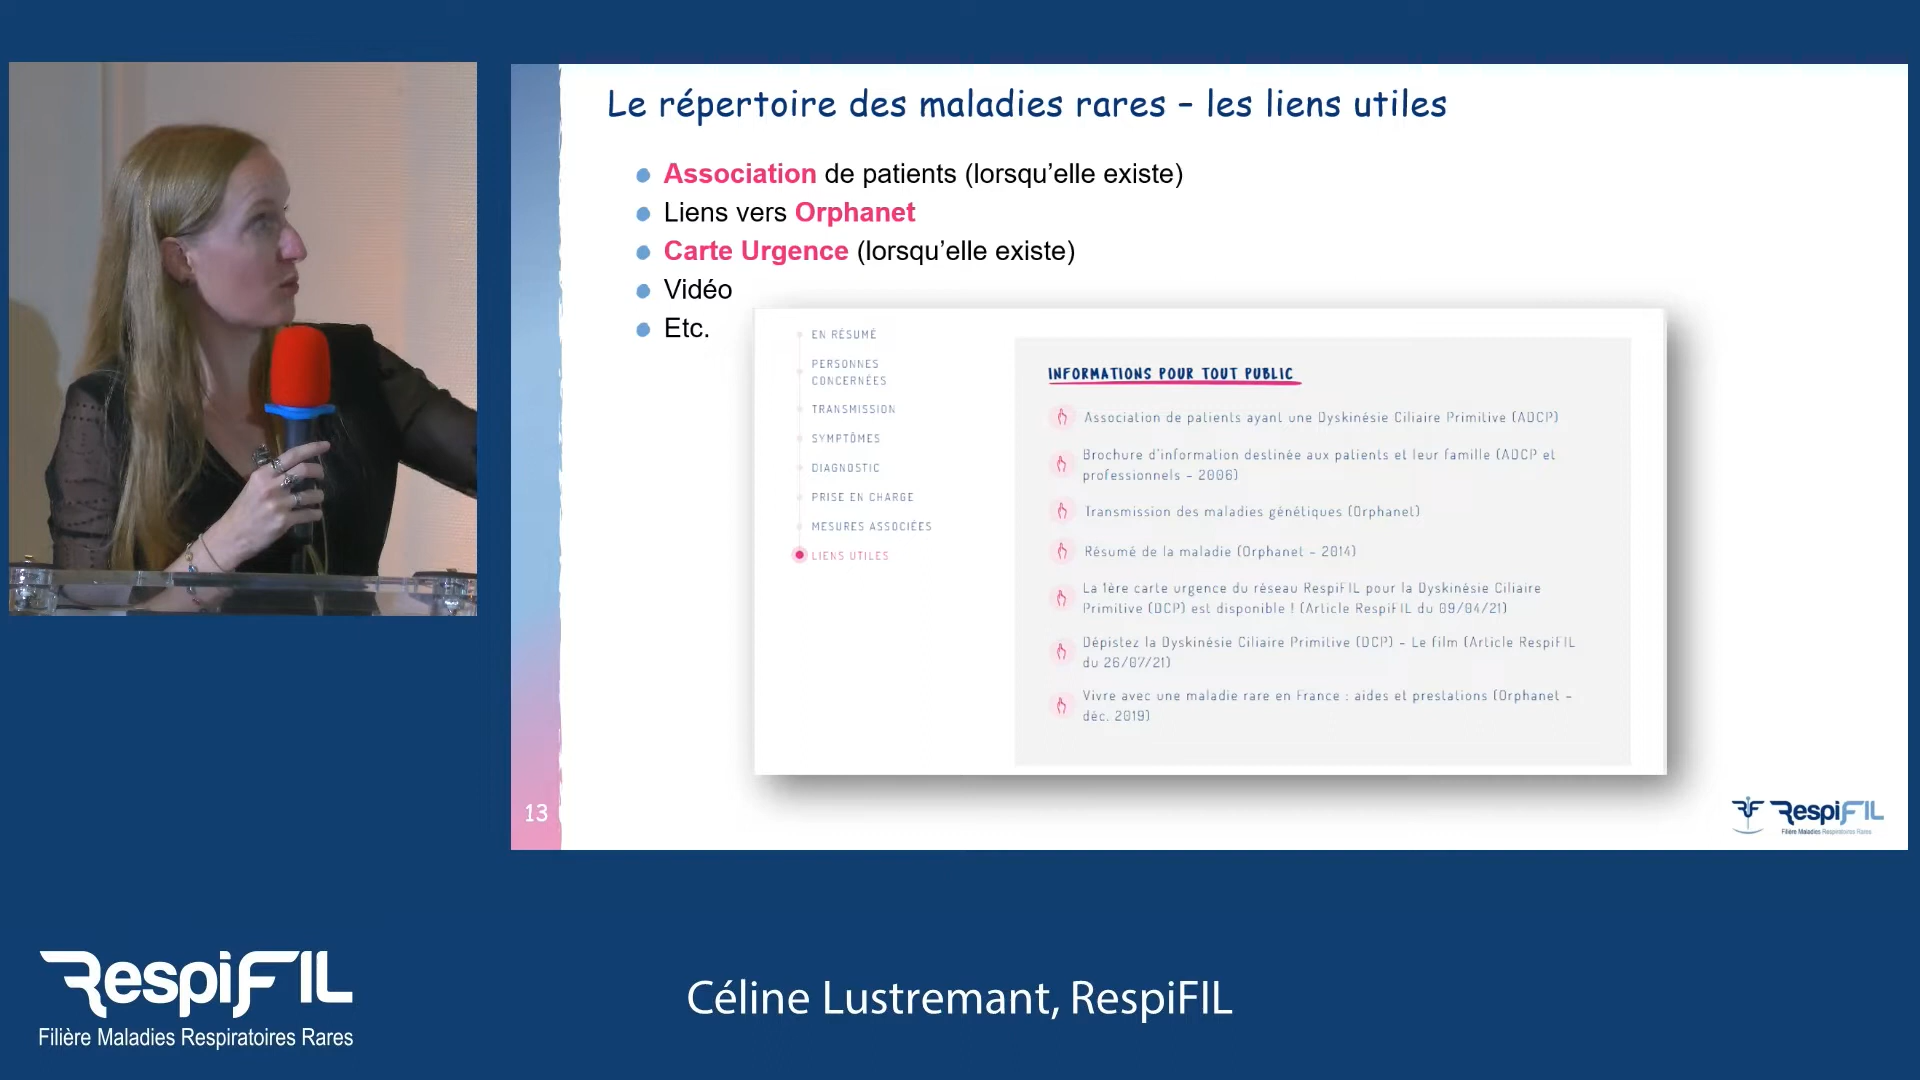 Le répertoire des maladies rares – les liens utiles
Association de patients (lorsqu'elle existe)
Liens vers Orphanet
Carte Urgence (lorsqu'elle existe)
Vidéo
Etc.
EN RÉSUMÉ
PERSONNES
CONCERNÉES
TRANSMISSION
SYMPTÔMES
DIAGNOSTIC
PRISE EN CHARGE
MESURES ASSOCIÉES
LIENS UTILES
INFORMATIONS POUR TOUT PUBLIC
Association de patients ayant une Dyskinésie Ciliaire Primitive (ADCP)
Brochure d'information destinée aux patients et leur famille (ADCP et
professionnels – 2006)
Transmission des maladies génétiques (Orphanet)
Résumé de la maladie (Orphanet – 2014)
La 1ère carte urgence du réseau RespiFIL pour la Dyskinésie Ciliaire
Primitive (DCP) est disponible ! (Article RespiFIL du 09/04/21)
Dépistez la Dyskinésie Ciliaire Primitive (DCP) – Le film (Article RespiFIL
du 26/07/21)
Vivre avec une maladie rare en France : aides et prestations (Orphanet –
déc. 2019)
13
RespiFIL
Filière Maladies Respiratoires Rares
RespiFIL
Filière Maladies Respiratoires Rares
Céline Lustremant, RespiFIL